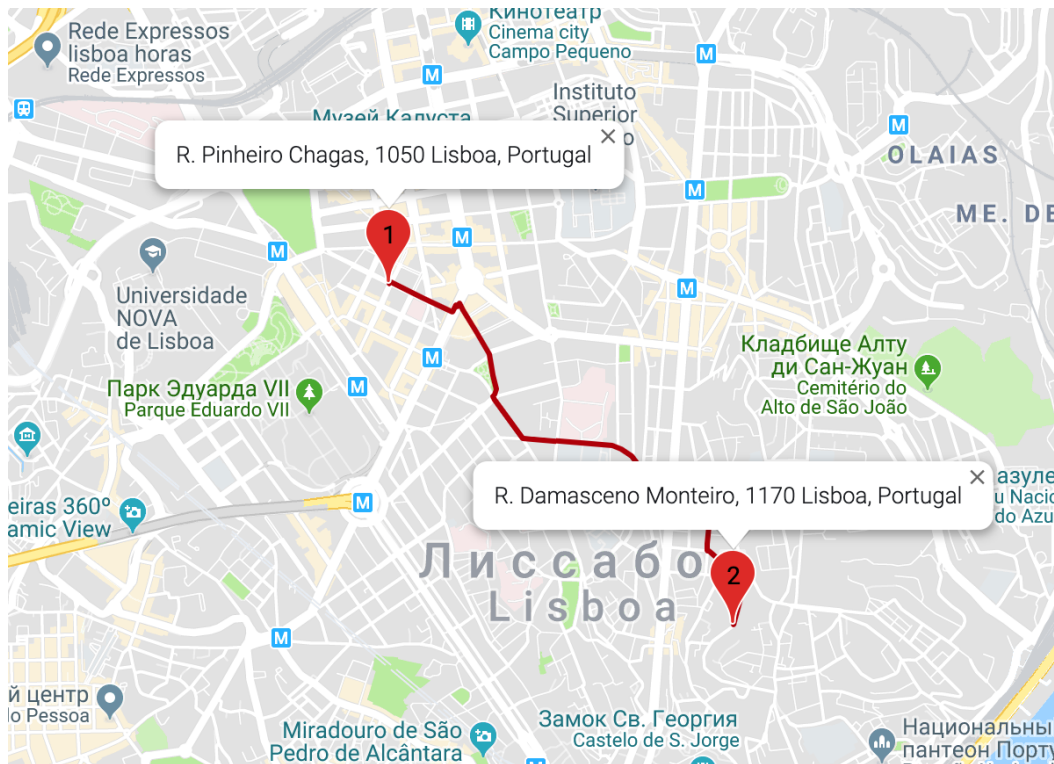 Кинотеатр
Cinema city
Campo Pequeno
Rede Expressos
lisboa horas
Rede Expressos
M
M
Instituto
Superior
Музей Калуста
M
OLAIAS
R. Pinheiro Chagas, 1050 Lisboa, Portugal
M
ME. DE
1
M
M
Universidade
NOVA
de Lisboa
M
Кладбище Алту
ди Сан-Жуан
Cemitério do
Alto de São João
M
M
Парк Эдуарда VII
Parque Eduardo VII
R. Damasceno Monteiro, 1170 Lisboa, Portugal
eiras 360º
amic View
M
u Nacio
do Azu
Лиссабо
Lisboa
2
M
й центр
lo Pessoa
Miradouro de São
Pedro de Alcântara
Замок Св. Георгия
Castelo de S. Jorge
Национальны
пантеон Порту